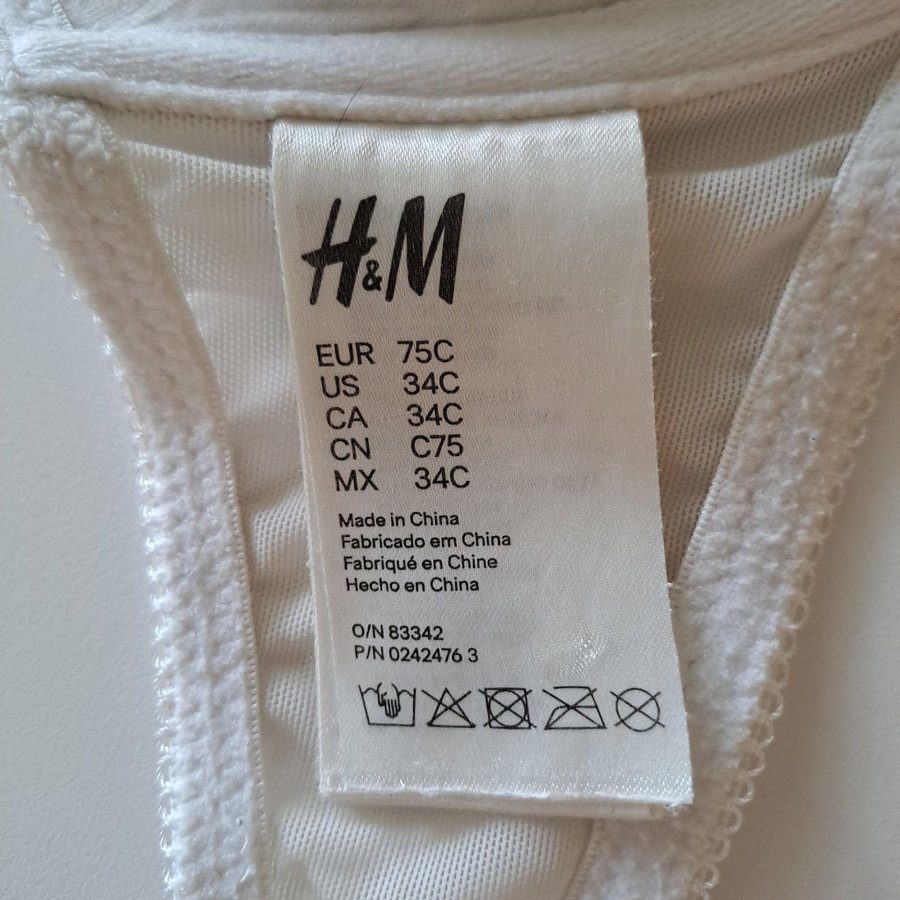 H&M
EUR 75C
US 34C
CA 34C
CN C75
MX 34C
Made in China
Fabricado em China
Fabriqué en Chine
Hecho en China
O/N 83342
P/N 0242476 3